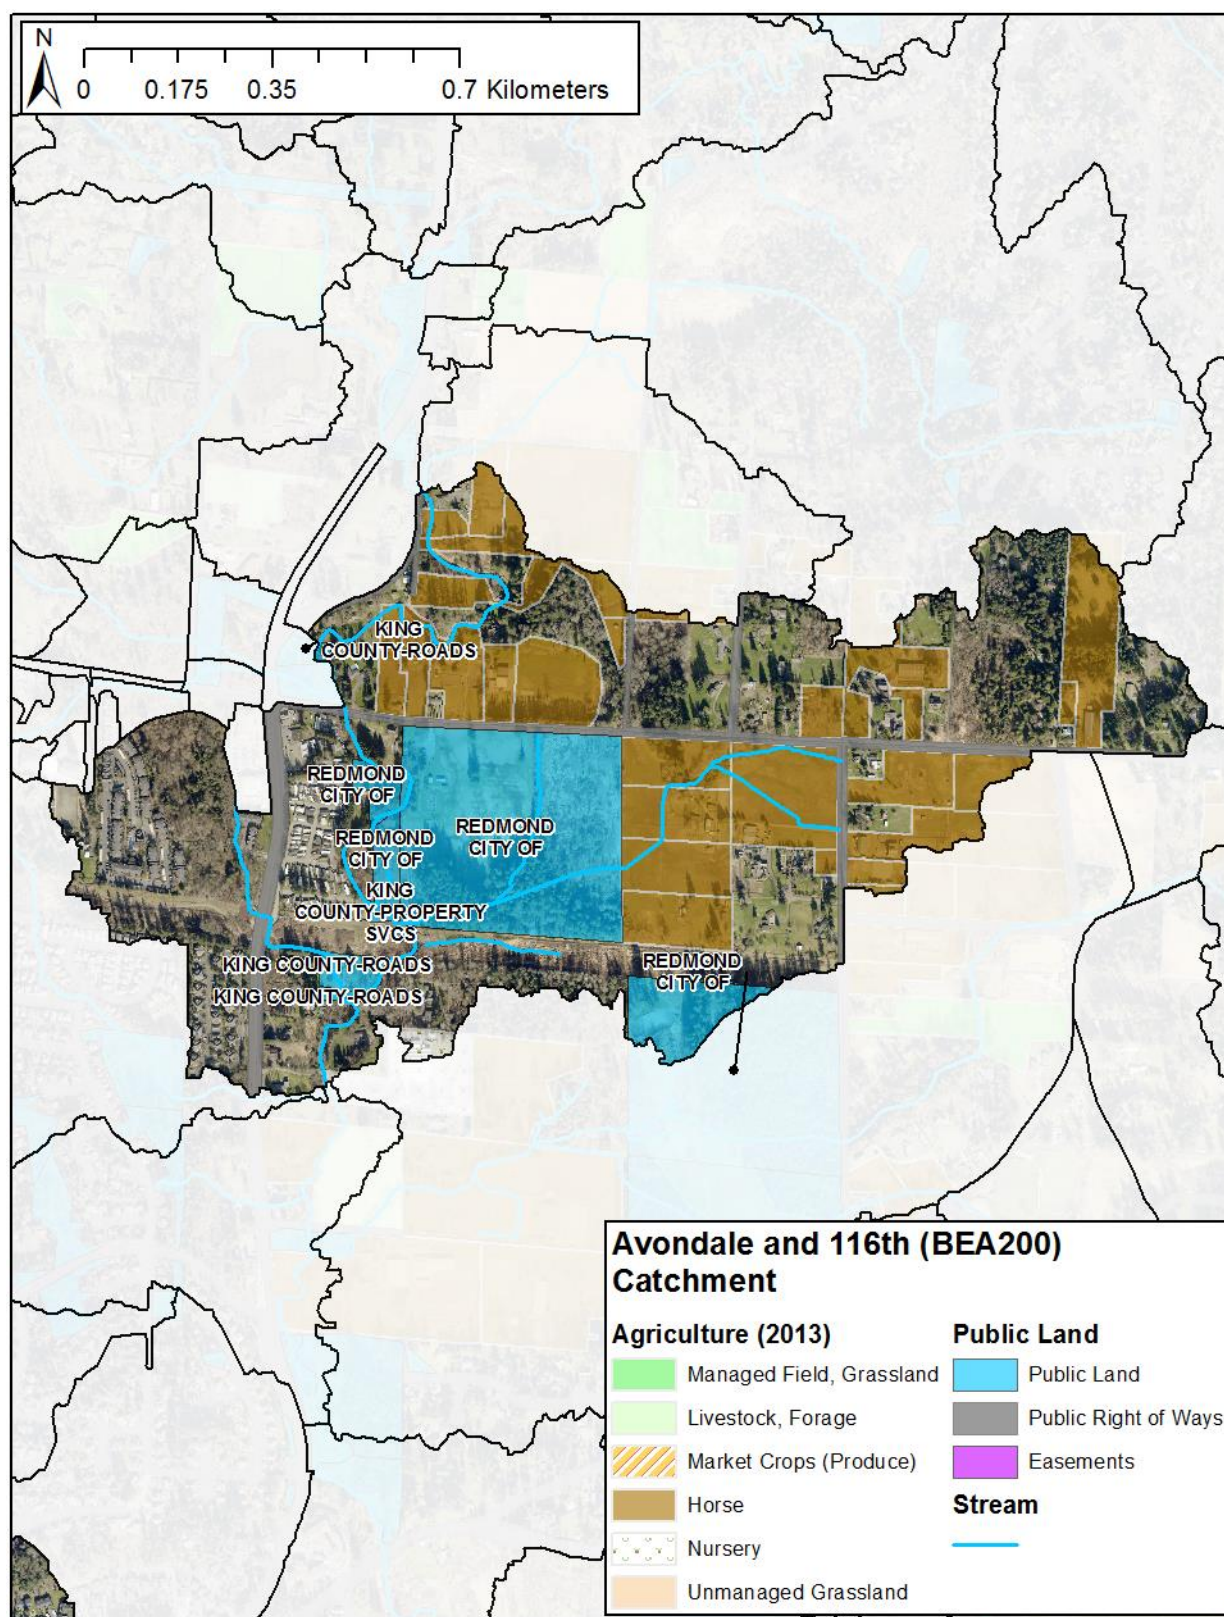 N
0 0.175 0.35 0.7 Kilometers
KING
COUNTY-ROADS
REDMOND
CITY OF
REDMOND
CITY OF
REDMOND
CITY OF
KING
COUNTY-PROPERTY
SVCS
KING COUNTY-ROADS
REDMOND
CITY OF
KING COUNTY-ROADS
Avondale and 116th (BEA200)
Catchment
Agriculture (2013)
Managed Field, Grassland
Livestock, Forage
Market Crops (Produce)
Horse
Nursery
Unmanaged Grassland
Public Land
Public Land
Public Right of Ways
Easements
Stream